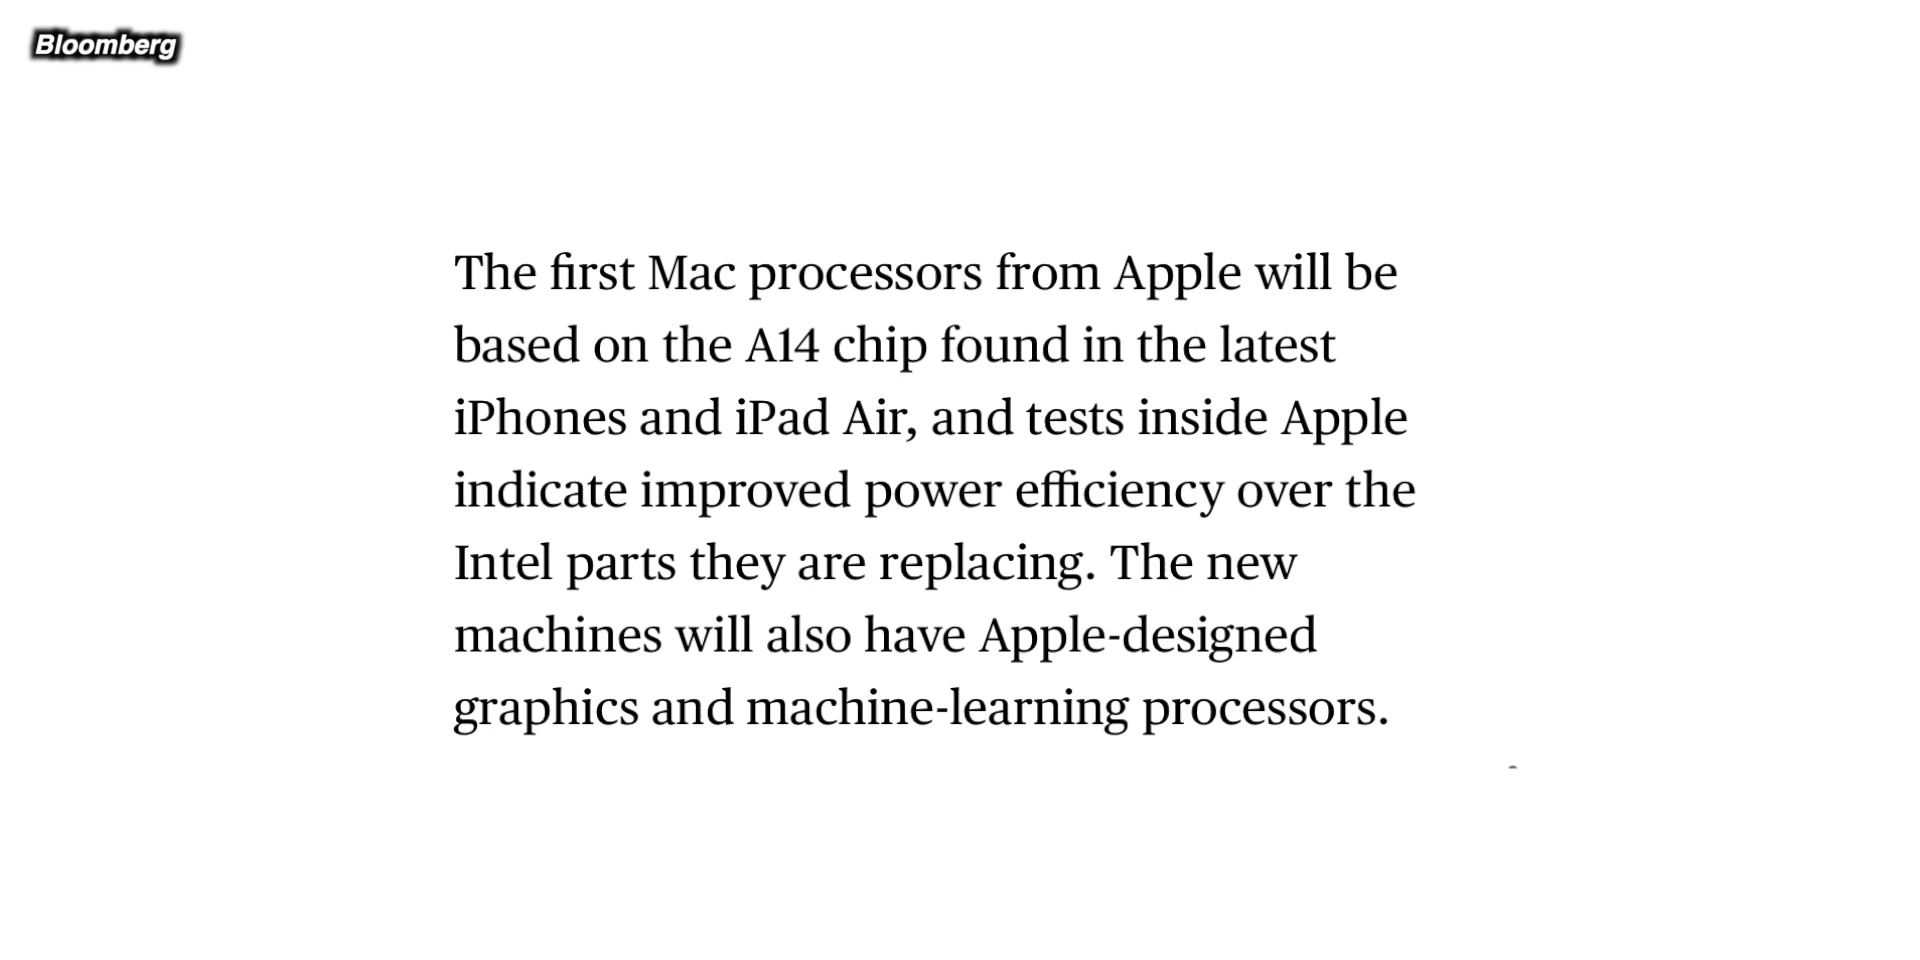 Bloomberg
The first Mac processors from Apple will be
based on the A14 chip found in the latest
iPhones and iPad Air, and tests inside Apple
indicate improved power efficiency over the
Intel parts they are replacing. The new
machines will also have Apple-designed
graphics and machine-learning processors.